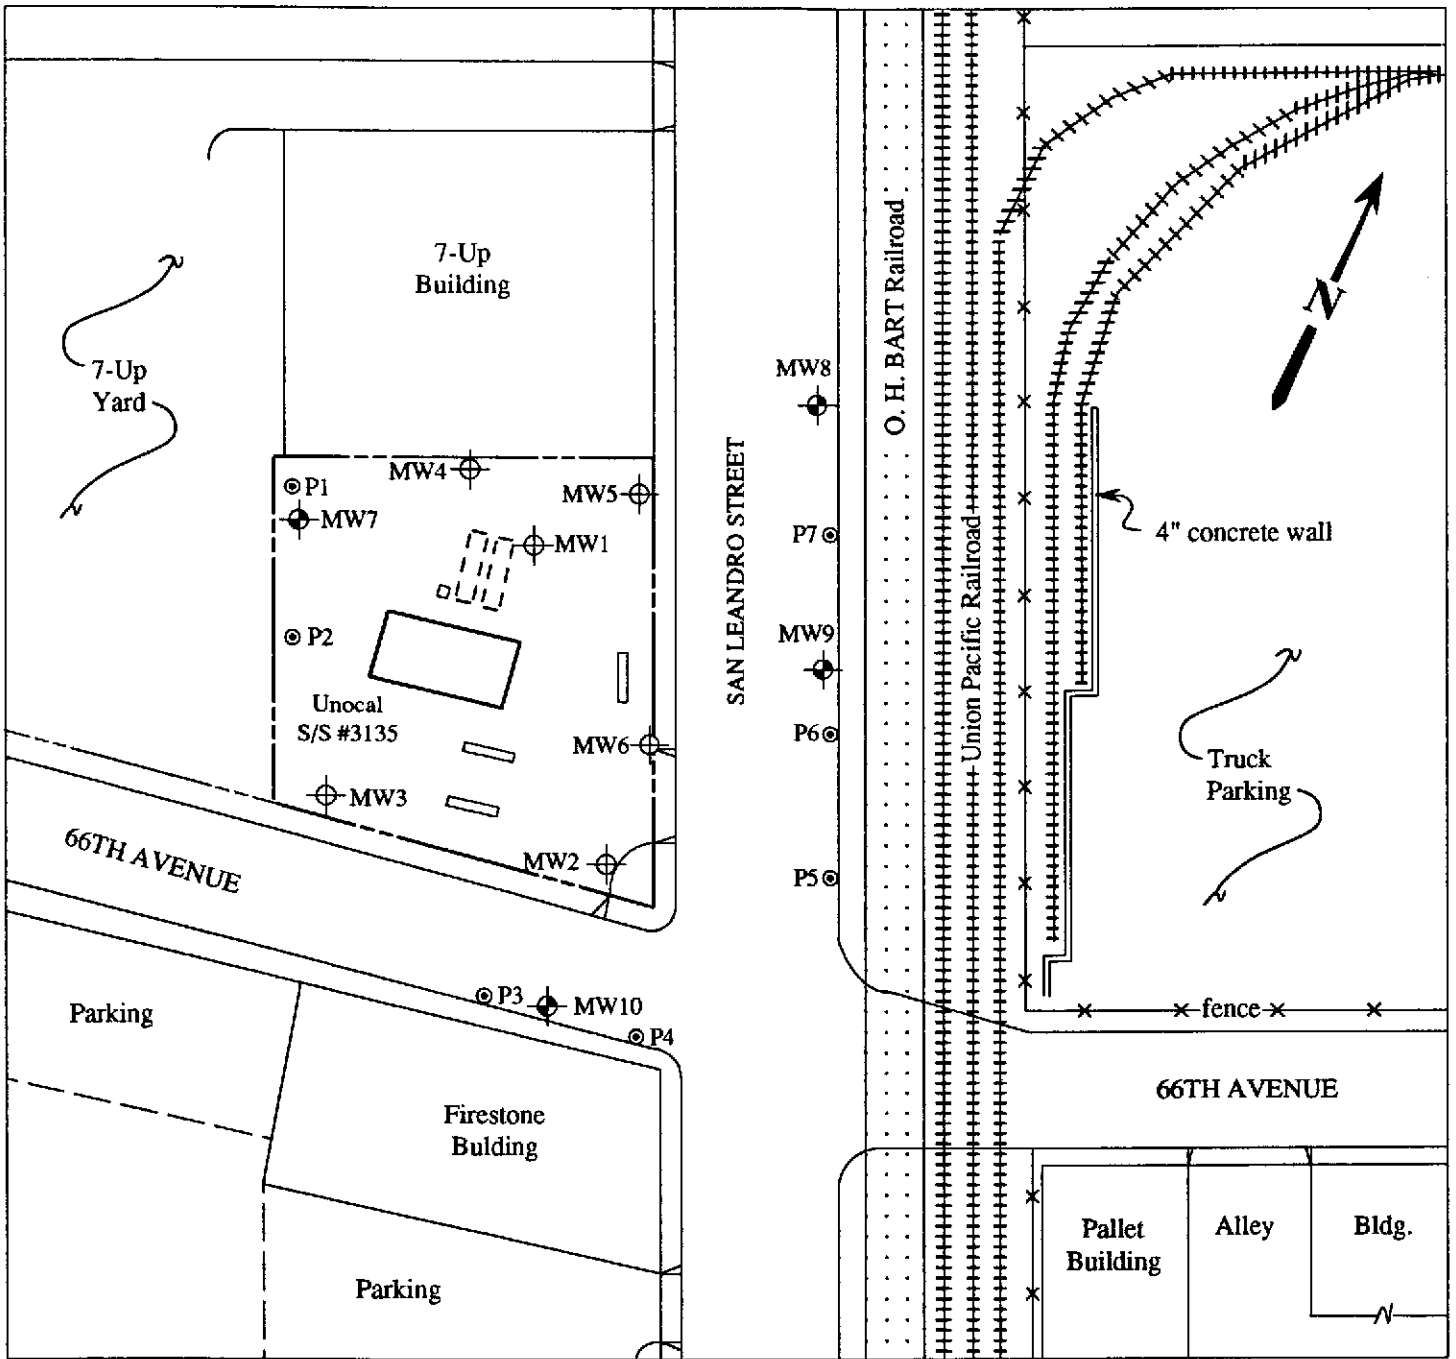 7-Up
Building
O. H. BART Railroad
N
7-Up
Yard
MW8
MW4
MW5
P1
MW7
MW1
P7
4" concrete wall
SAN LEANDRO STREET
Union Pacific Railroad
P2
MW9
Unocal
S/S #3135
MW6
P6
Truck
Parking
MW3
66TH AVENUE
MW2
P5
P3
MW10
P4
Parking
fence
66TH AVENUE
Firestone
Bulding
Pallet
Building
Alley
Bldg.
Parking